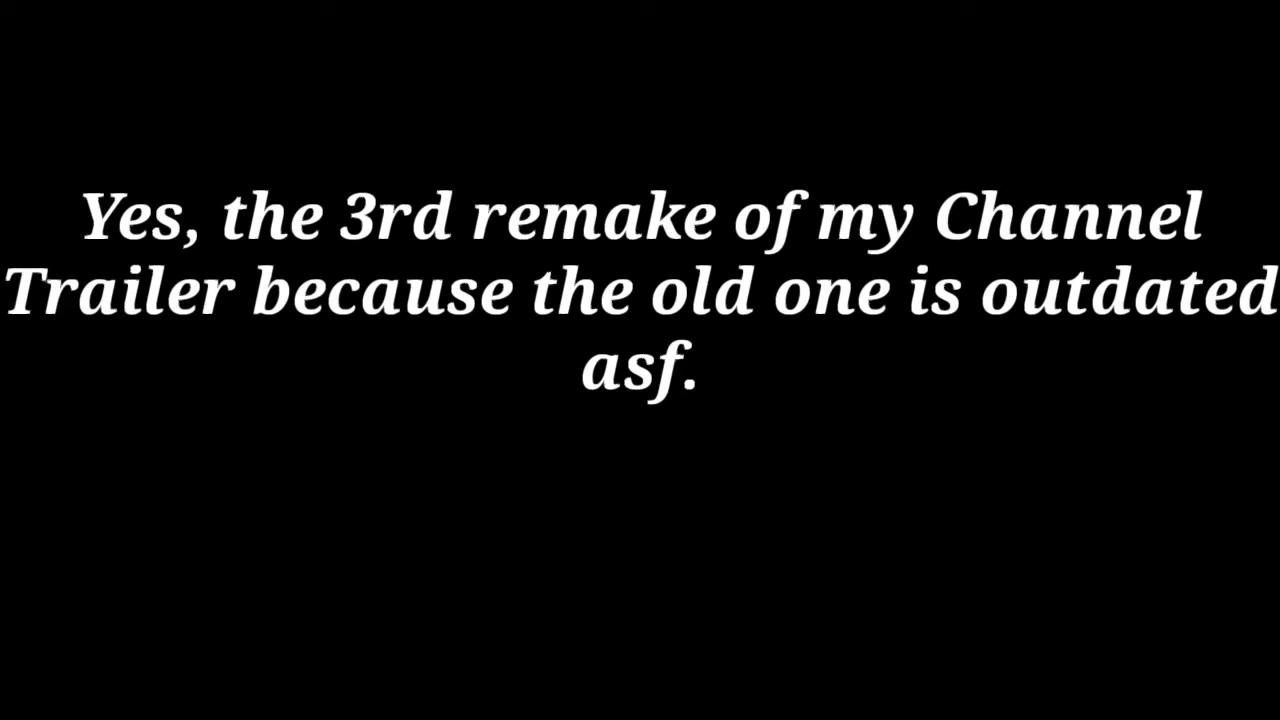 Yes, the 3rd remake of my Channel
Trailer because the old one is outdated
asf.